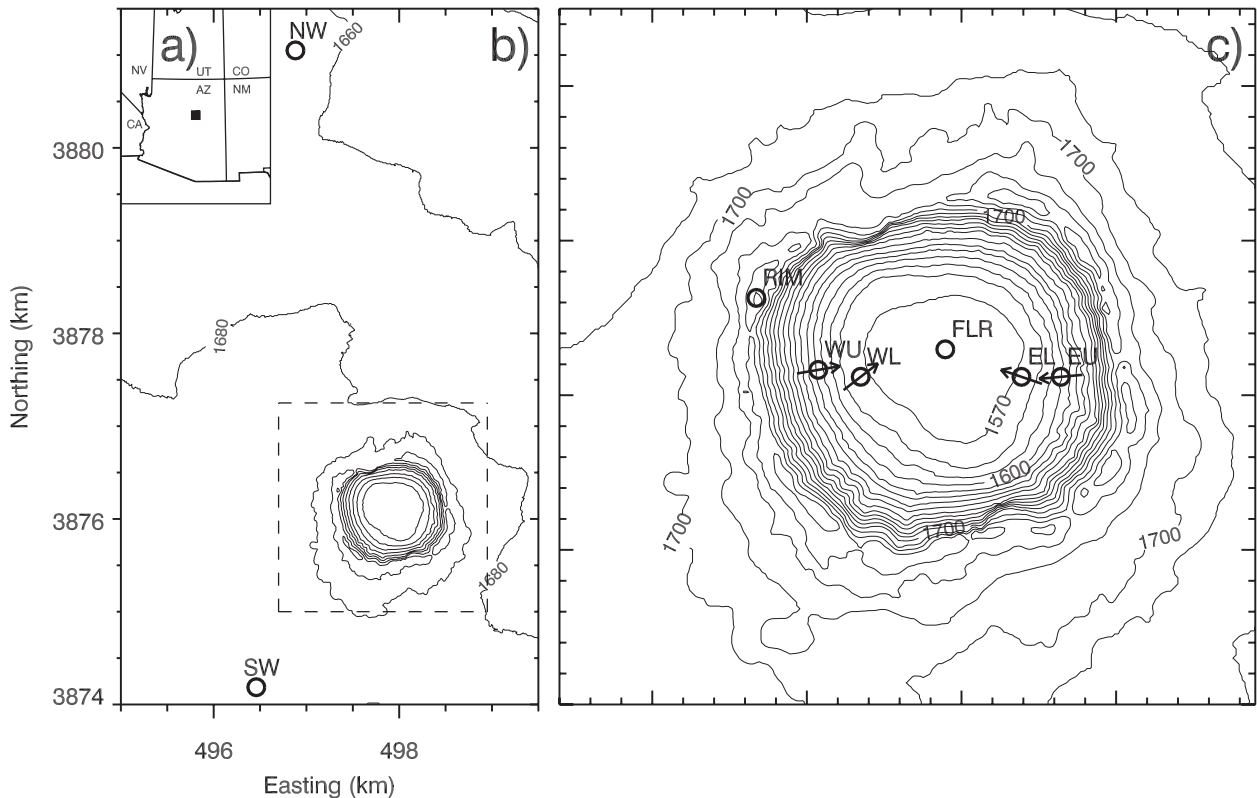 a)
NV
UT
CO
AZ
NM
CA
b)
NW
1660
1680
1680
SW
3880
3878
3876
3874
Northing (km)
496
498
Easting (km)
c)
1700
1700
1700
RIM
FLR
WU
WL
EL
EU
1570
1600
1700
1700
1700